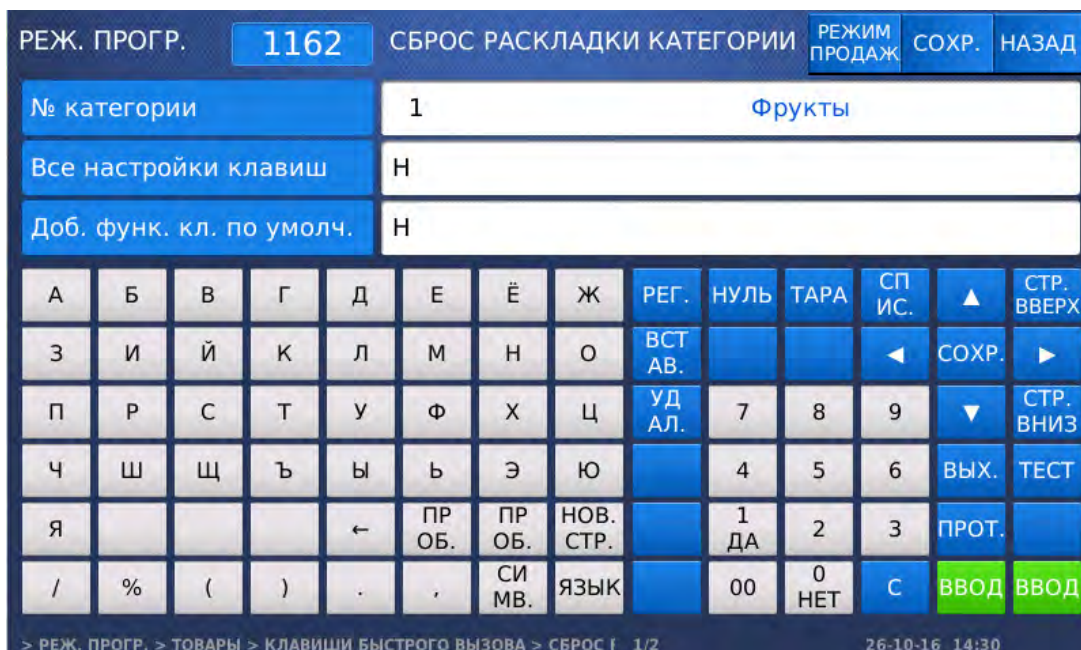 РЕЖ. ПРОГР. 1162 СБРОС РАСКЛАДКИ КАТЕГОРИИ РЕЖИМ ПРОДАЖ СОХР. НАЗАД
№ категории 1 Фрукты
Все настройки клавиш Н
Доб. функ. кл. по умолч. Н
А Б В Г Д Е Ё Ж РЕГ. НУЛЬ ТАРА СП ИС. ▲ СТР. ВВЕРХ
З И Й К Л М Н О ВСТ АВ. ◄ СОХР. ►
П Р С Т У Ф Х Ц УД АЛ. 7 8 9 ▼ СТР. ВНИЗ
Ч Ш Щ Ъ Ы Ь Э Ю 4 5 6 ВЫХ. ТЕСТ
Я ← ПР ОБ. ПР ОБ. НОВ. СТР. 1 ДА 2 3 ПРОТ.
/ % ( ) . , СИ МВ. ЯЗЫК 00 0 НЕТ С ВВОД ВВОД
> РЕЖ. ПРОГР. > ТОВАРЫ > КЛАВИШИ БЫСТРОГО ВЫЗОВА > СБРОС 1/2 26-10-16 14:30